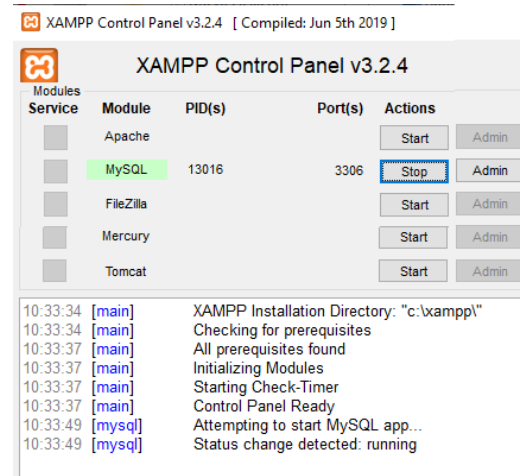 XAMPP Control Panel v3.2.4 [ Compiled: Jun 5th 2019 ]
XAMPP Control Panel v3.2.4
Modules
Service Module PID(s) Port(s) Actions
Apache Start Admin
MySQL 13016 3306 Stop Admin
FileZilla Start Admin
Mercury Start Admin
Tomcat Start Admin
10:33:34 [main] XAMPP Installation Directory: "c:\xampp\"
10:33:34 [main] Checking for prerequisites
10:33:37 [main] All prerequisites found
10:33:37 [main] Initializing Modules
10:33:37 [main] Starting Check-Timer
10:33:37 [main] Control Panel Ready
10:33:49 [mysql] Attempting to start MySQL app...
10:33:49 [mysql] Status change detected: running